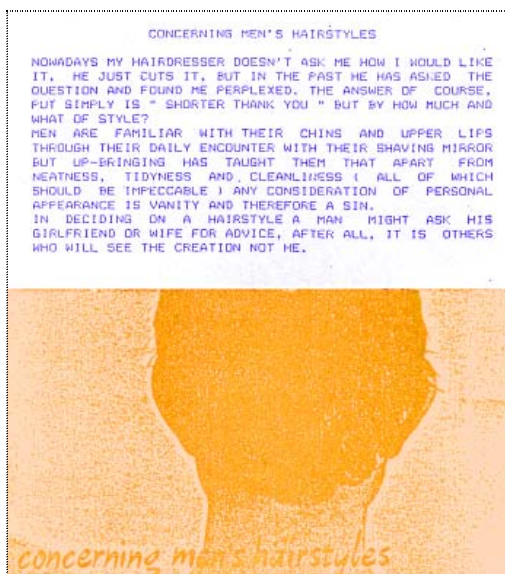 CONCERNING MEN'S HAIRSTYLES
NOWADAYS MY HAIRDRESSER DOESN'T ASK ME HOW I WOULD LIKE
IT, HE JUST CUTS IT, BUT IN THE PAST HE HAS ASKED THE
QUESTION AND FOUND ME PERPLEXED. THE ANSWER OF COURSE,
PUT SIMPLY IS " SHORTER THANK YOU " BUT BY HOW MUCH AND
WHAT OF STYLE?
MEN ARE FAMILIAR WITH THEIR CHINS AND UPPER LIPS
THROUGH THEIR DAILY ENCOUNTER WITH THEIR SHAVING MIRROR
BUT UP-BRINGING HAS TAUGHT THEM THAT APART FROM
NEATNESS, TIDYNESS AND CLEANLINESS ( ALL OF WHICH
SHOULD BE IMPECCABLE ) ANY CONSIDERATION OF PERSONAL
APPEARANCE IS VANITY AND THEREFORE A SIN.
IN DECIDING ON A HAIRSTYLE A MAN MIGHT ASK HIS
GIRLFRIEND OR WIFE FOR ADVICE, AFTER ALL, IT IS OTHERS
WHO WILL SEE THE CREATION NOT HE.
concerning men's hairstyles